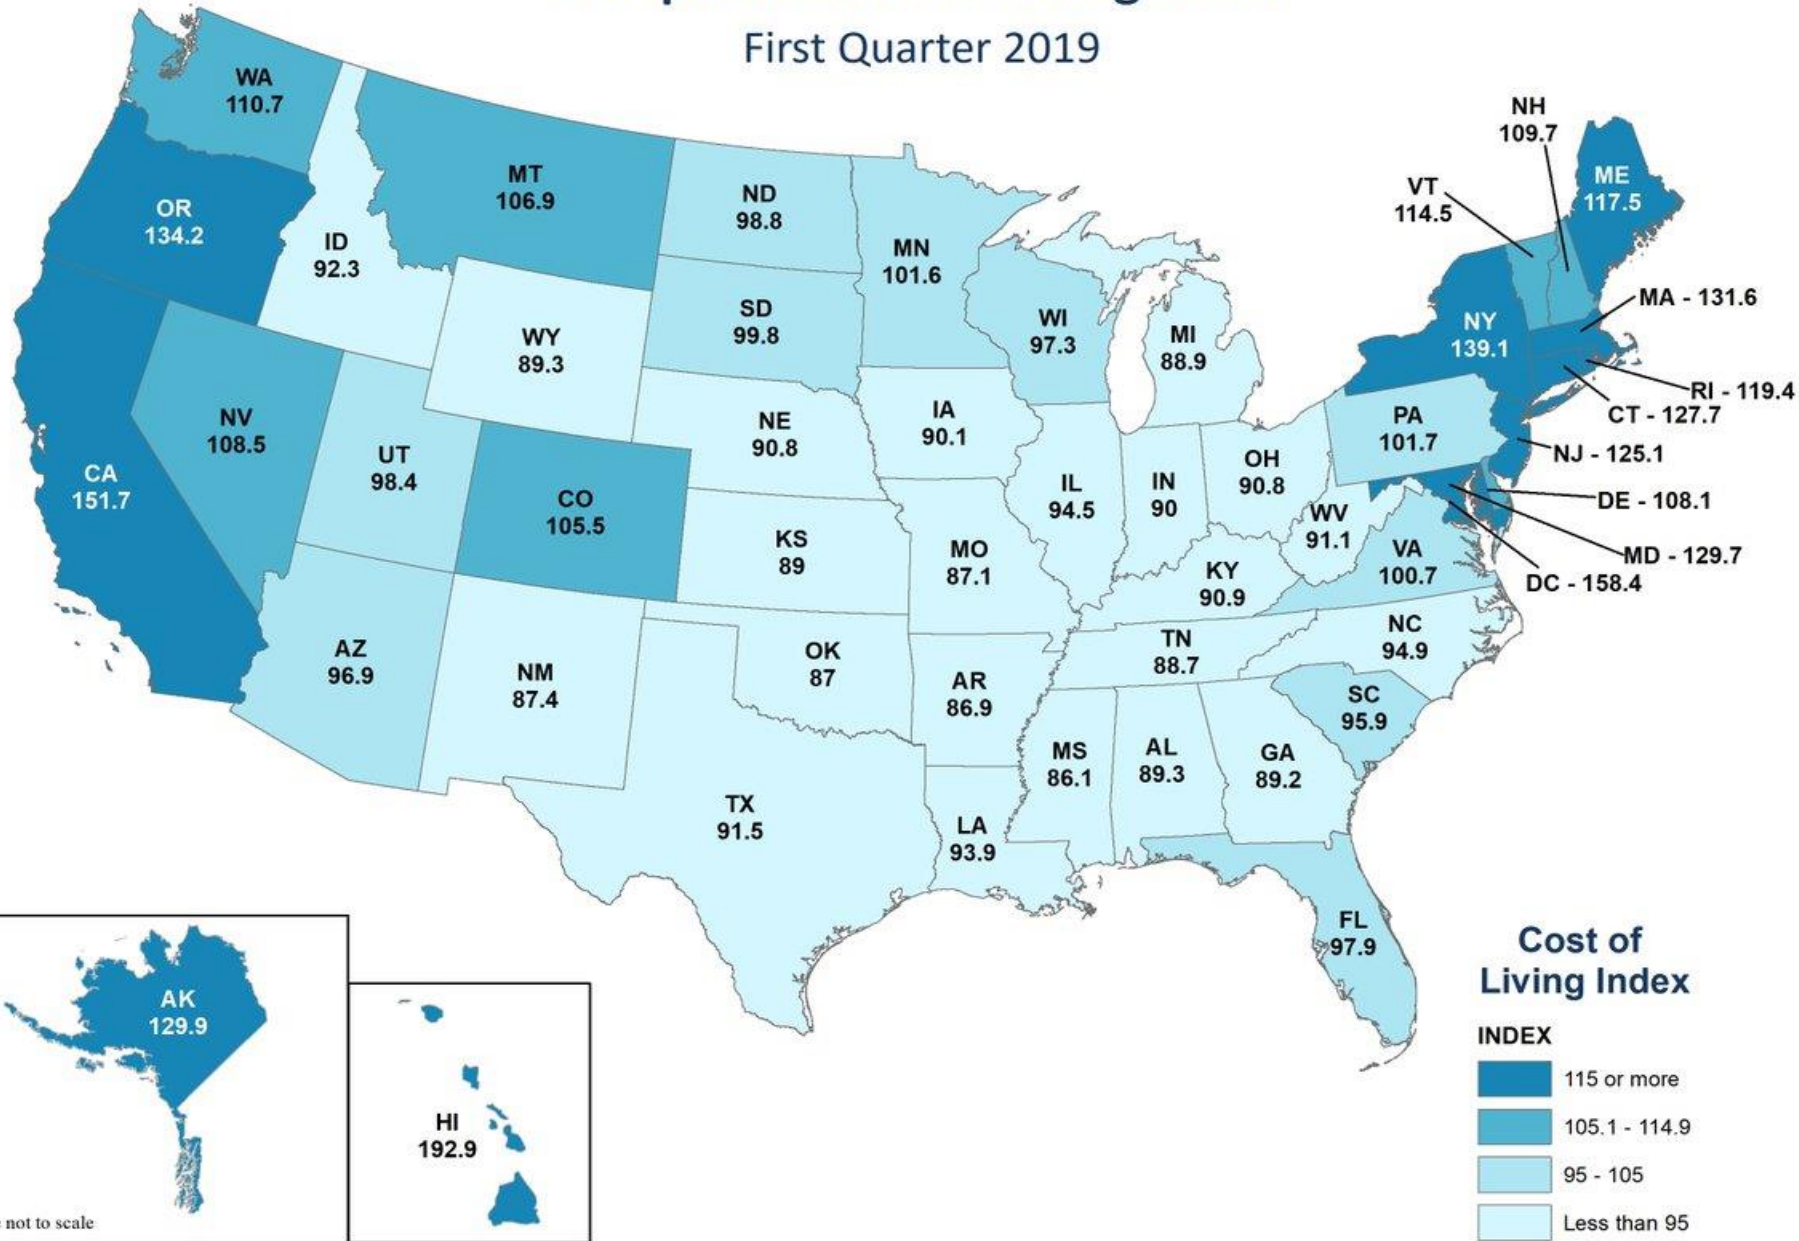 First Quarter 2019
WA
110.7
OR
134.2
CA
151.7
NV
108.5
ID
92.3
MT
106.9
WY
89.3
UT
98.4
CO
105.5
AZ
96.9
NM
87.4
ND
98.8
SD
99.8
NE
90.8
KS
89
OK
87
TX
91.5
MN
101.6
IA
90.1
MO
87.1
AR
86.9
LA
93.9
WI
97.3
IL
94.5
MI
88.9
IN
90
OH
90.8
KY
90.9
TN
88.7
MS
86.1
AL
89.3
GA
89.2
FL
97.9
SC
95.9
NC
94.9
VA
100.7
WV
91.1
PA
101.7
NY
139.1
VT
114.5
NH
109.7
ME
117.5
MA - 131.6
RI - 119.4
CT - 127.7
NJ - 125.1
DE - 108.1
MD - 129.7
DC - 158.4
AK
129.9
HI
192.9
not to scale
Cost of
Living Index
INDEX
115 or more
105.1 - 114.9
95 - 105
Less than 95